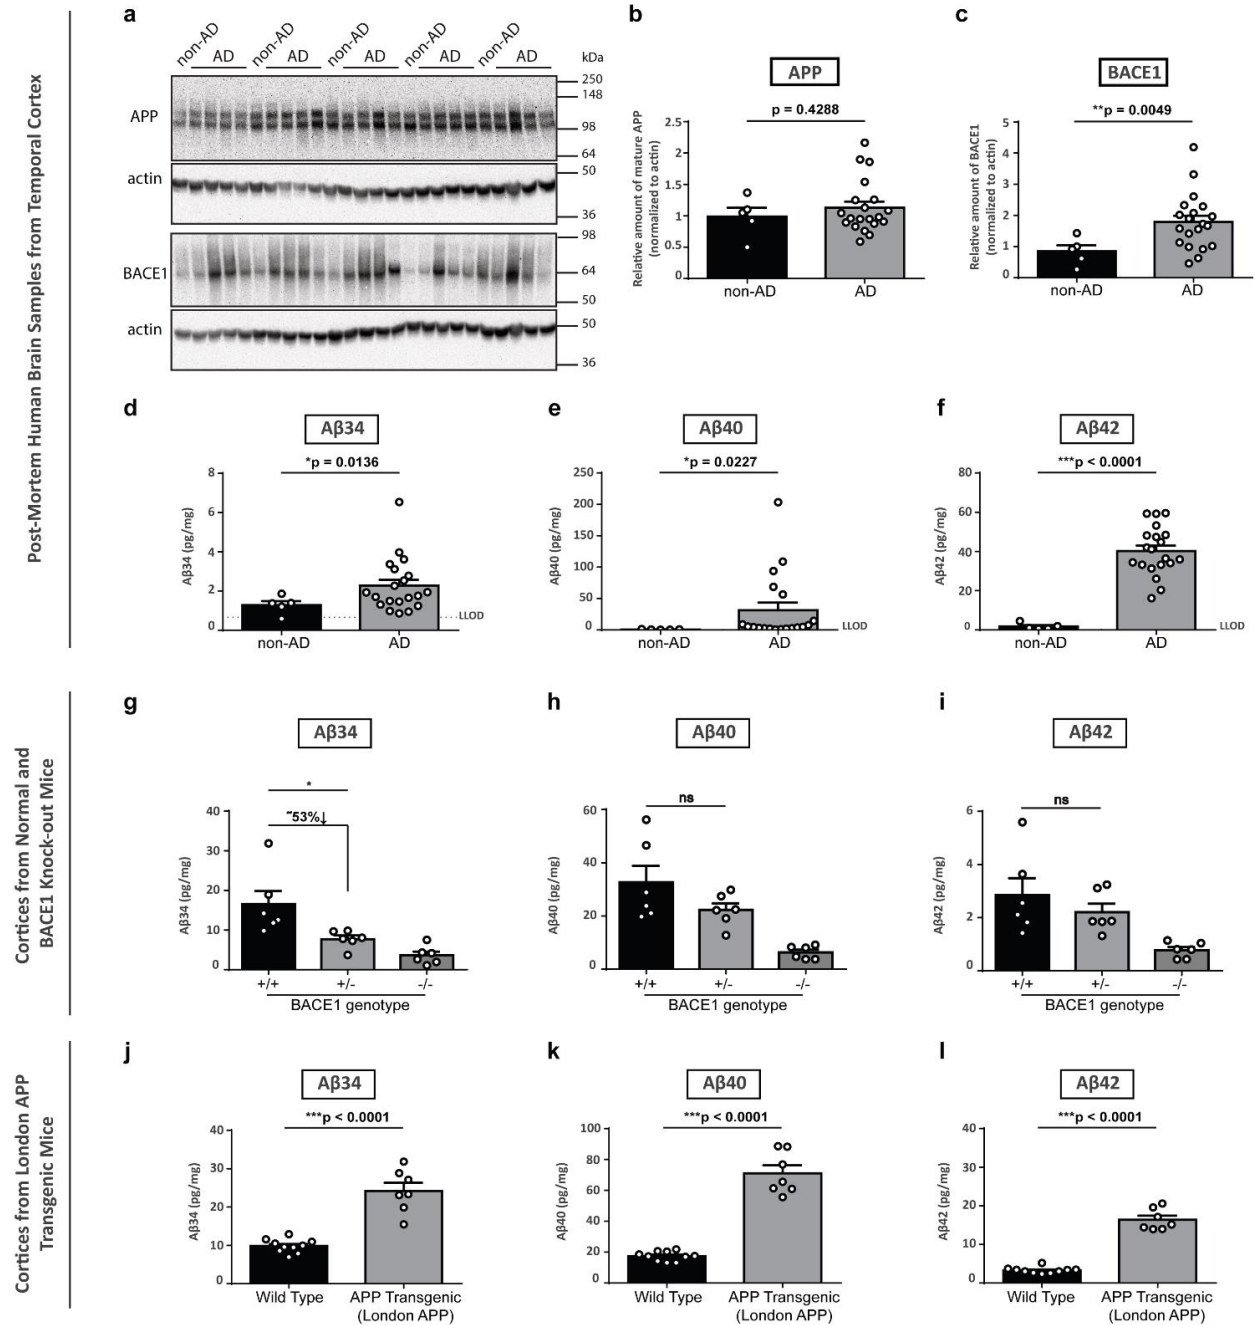 Post-Mortem Human Brain Samples from Temporal Cortex
a
non-AD non-AD non-AD non-AD non-AD
AD AD AD AD AD
kDa
APP
250
148
98
64
actin
50
36
BACE1
98
64
50
actin
50
36
b
APP
p = 0.4288
Relative amount of mature APP
(normalized to actin)
2.5
2
1.5
1
0.5
0
non-AD AD
c
BACE1
**p = 0.0049
Relative amount of BACE1
(normalized to actin)
5
4
3
2
1
0
non-AD AD
d
Aβ34
*p = 0.0136
Aβ34 (pg/mg)
8
6
4
2
0
LLOD
non-AD AD
e
Aβ40
*p = 0.0227
Aβ40 (pg/mg)
250
200
150
100
50
0
LLOD
non-AD AD
f
Aβ42
***p < 0.0001
Aβ42 (pg/mg)
80
60
40
20
0
LLOD
non-AD AD
Cortices from Normal and
BACE1 Knock-out Mice
g
Aβ34
*
~53%↓
Aβ34 (pg/mg)
40
30
20
10
0
+/+ +/- -/-
BACE1 genotype
h
Aβ40
ns
Aβ40 (pg/mg)
60
40
20
0
+/+ +/- -/-
BACE1 genotype
i
Aβ42
ns
Aβ42 (pg/mg)
6
4
2
0
+/+ +/- -/-
BACE1 genotype
Cortices from London APP
Transgenic Mice
j
Aβ34
***p < 0.0001
Aβ34 (pg/mg)
40
30
20
10
0
Wild Type APP Transgenic
(London APP)
k
Aβ40
***p < 0.0001
Aβ40 (pg/mg)
100
80
60
40
20
0
Wild Type APP Transgenic
(London APP)
l
Aβ42
***p < 0.0001
Aβ42 (pg/mg)
40
30
20
10
0
Wild Type APP Transgenic
(London APP)